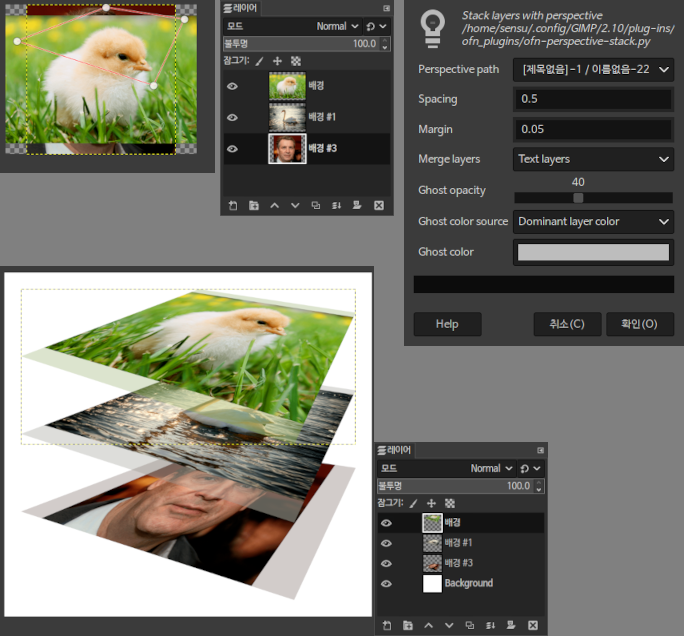 레이어
모드 Normal
불투명 100.0
잠그기:
배경
배경 #1
배경 #3
Stack layers with perspective
/home/sensu/.config/GIMP/2.10/plug-ins/
ofn_plugins/ofn-perspective-stack.py
Perspective path [제목없음]-1 / 이름없음-22
Spacing 0.5
Margin 0.05
Merge layers Text layers
Ghost opacity 40
Ghost color source Dominant layer color
Ghost color
Help 취소(C) 확인(O)
레이어
모드 Normal
불투명 100.0
잠그기:
배경
배경 #1
배경 #3
Background